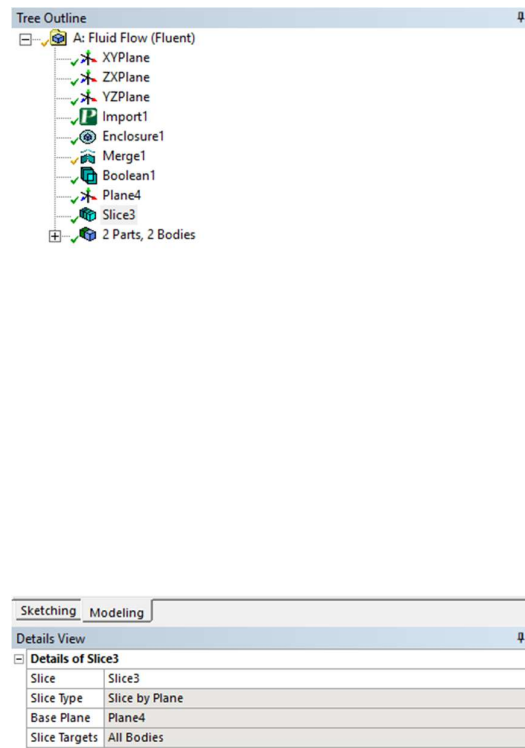 Tree Outline
A: Fluid Flow (Fluent)
XYPlane
ZXPlane
YZPlane
Import1
Enclosure1
Merge1
Boolean1
Plane4
Slice3
2 Parts, 2 Bodies
Sketching Modeling
Details View
Details of Slice3
Slice Slice3
Slice Type Slice by Plane
Base Plane Plane4
Slice Targets All Bodies